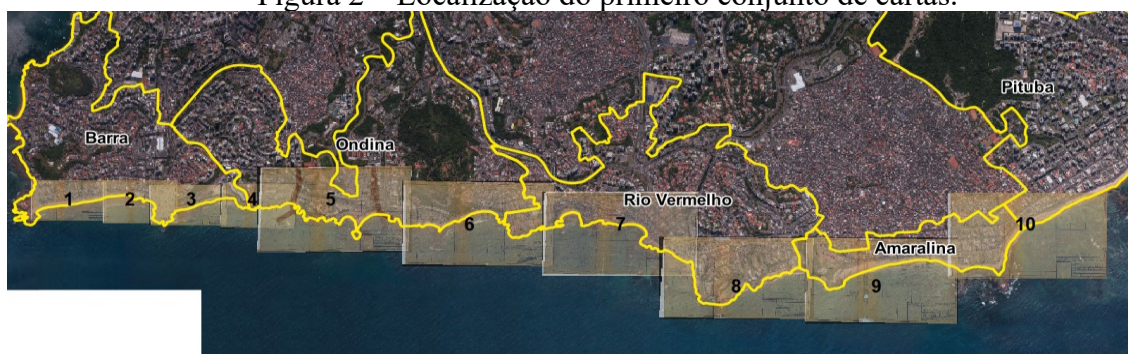 Figura 2 – Localização do primeiro conjunto de cartas.
Pituba
Barra
Ondina
1
2
3
4
5
6
7
Rio Vermelho
8
9
Amaralina
10